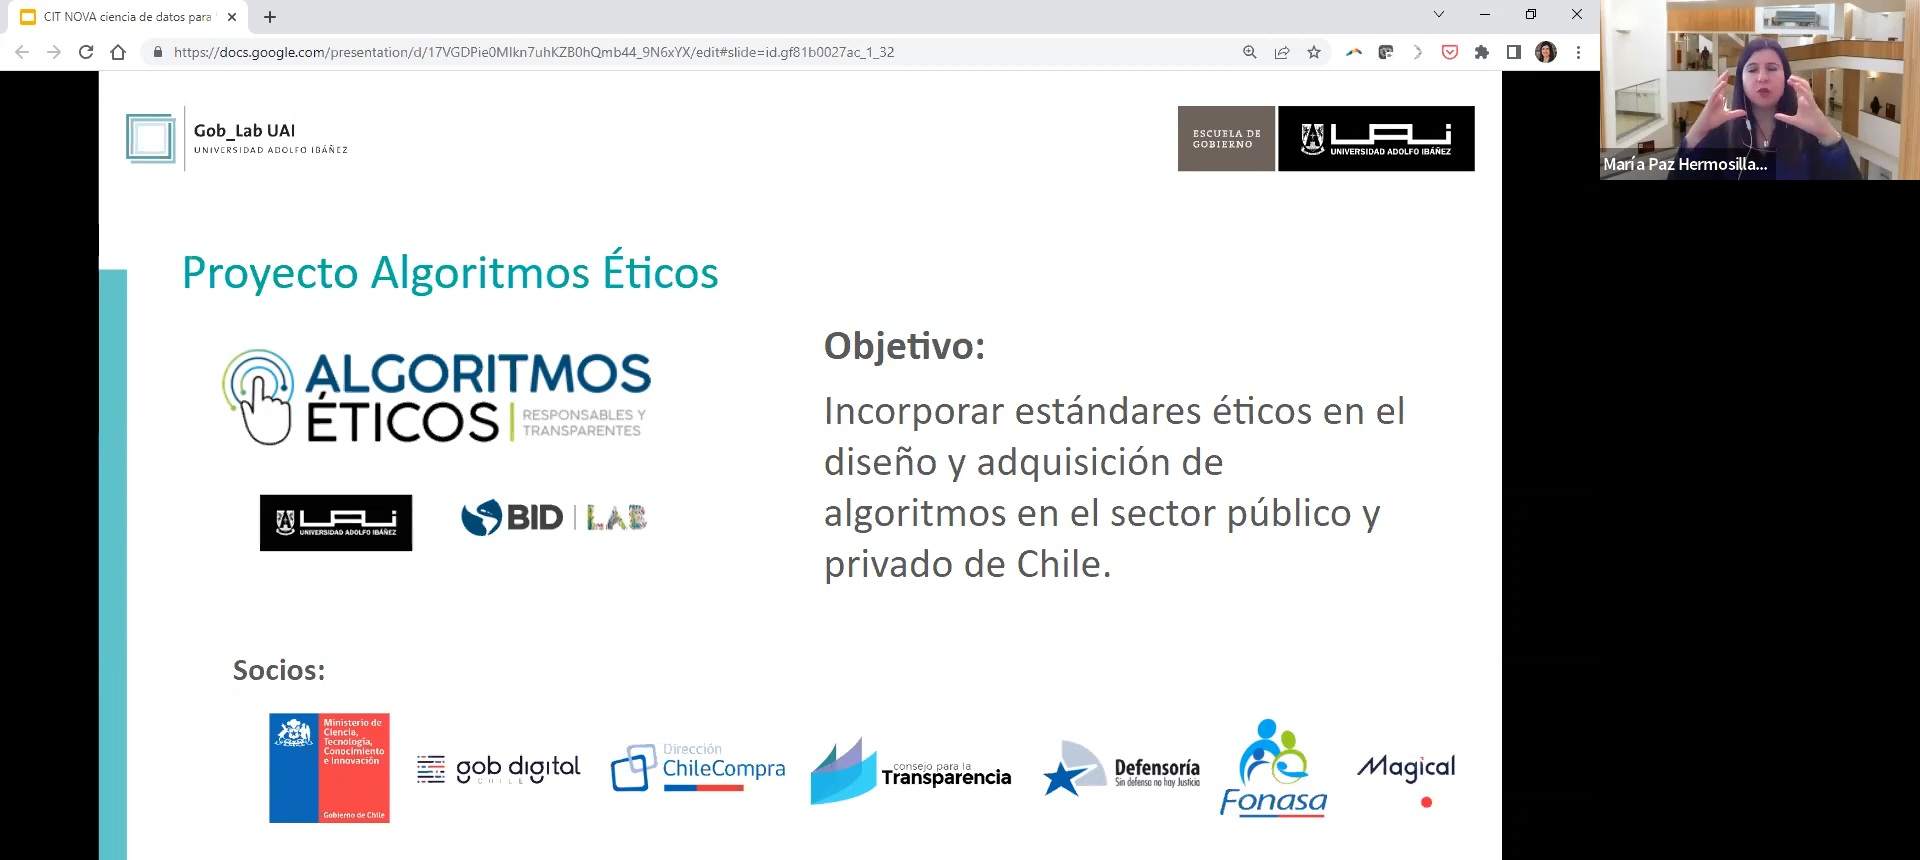 CIT NOVA ciencia de datos para
https://docs.google.com/presentation/d/17VGDPie0MIkn7uhKZB0hQmb44_9N6xYX/edit#slide=id.gf81b0027ac_1_32
Gob_Lab UAI
UNIVERSIDAD ADOLFO IBÁÑEZ
ESCUELA DE
GOBIERNO
UAI
UNIVERSIDAD ADOLFO IBÁÑEZ
María Paz Hermosilla...
Proyecto Algoritmos Éticos
ALGORITMOS
ÉTICOS
RESPONSABLES Y
TRANSPARENTES
UAI
UNIVERSIDAD ADOLFO IBÁÑEZ
BID | LAB
Objetivo:
Incorporar estándares éticos en el
diseño y adquisición de
algoritmos en el sector público y
privado de Chile.
Socios:
Ministerio de
Ciencia,
Tecnología,
Conocimiento
e Innovación
Gobierno de Chile
gob digital
CHILE
Dirección
ChileCompra
consejo para la
Transparencia
Defensoría
Sin defensa no hay Justicia
Fonasa
Magical